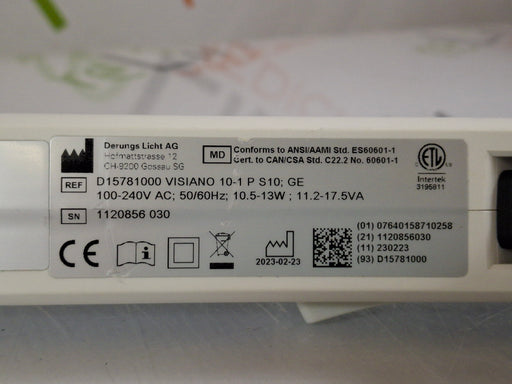 Derungs Licht AG
Hofmattstrasse 12
CH-9200 Gossau SG
MD
Conforms to ANSI/AAMI Std. ES60601-1
Cert. to CAN/CSA Std. C22.2 No. 60601-1
ETL
Intertek
3195811
REF D15781000 VISIANO 10-1 P S10; GE
100-240V AC; 50/60Hz; 10.5-13W ; 11.2-17.5VA
SN 1120856 030
CE
2023-02-23
(01) 07640158710258
(21) 1120856030
(11) 230223
(93) D15781000